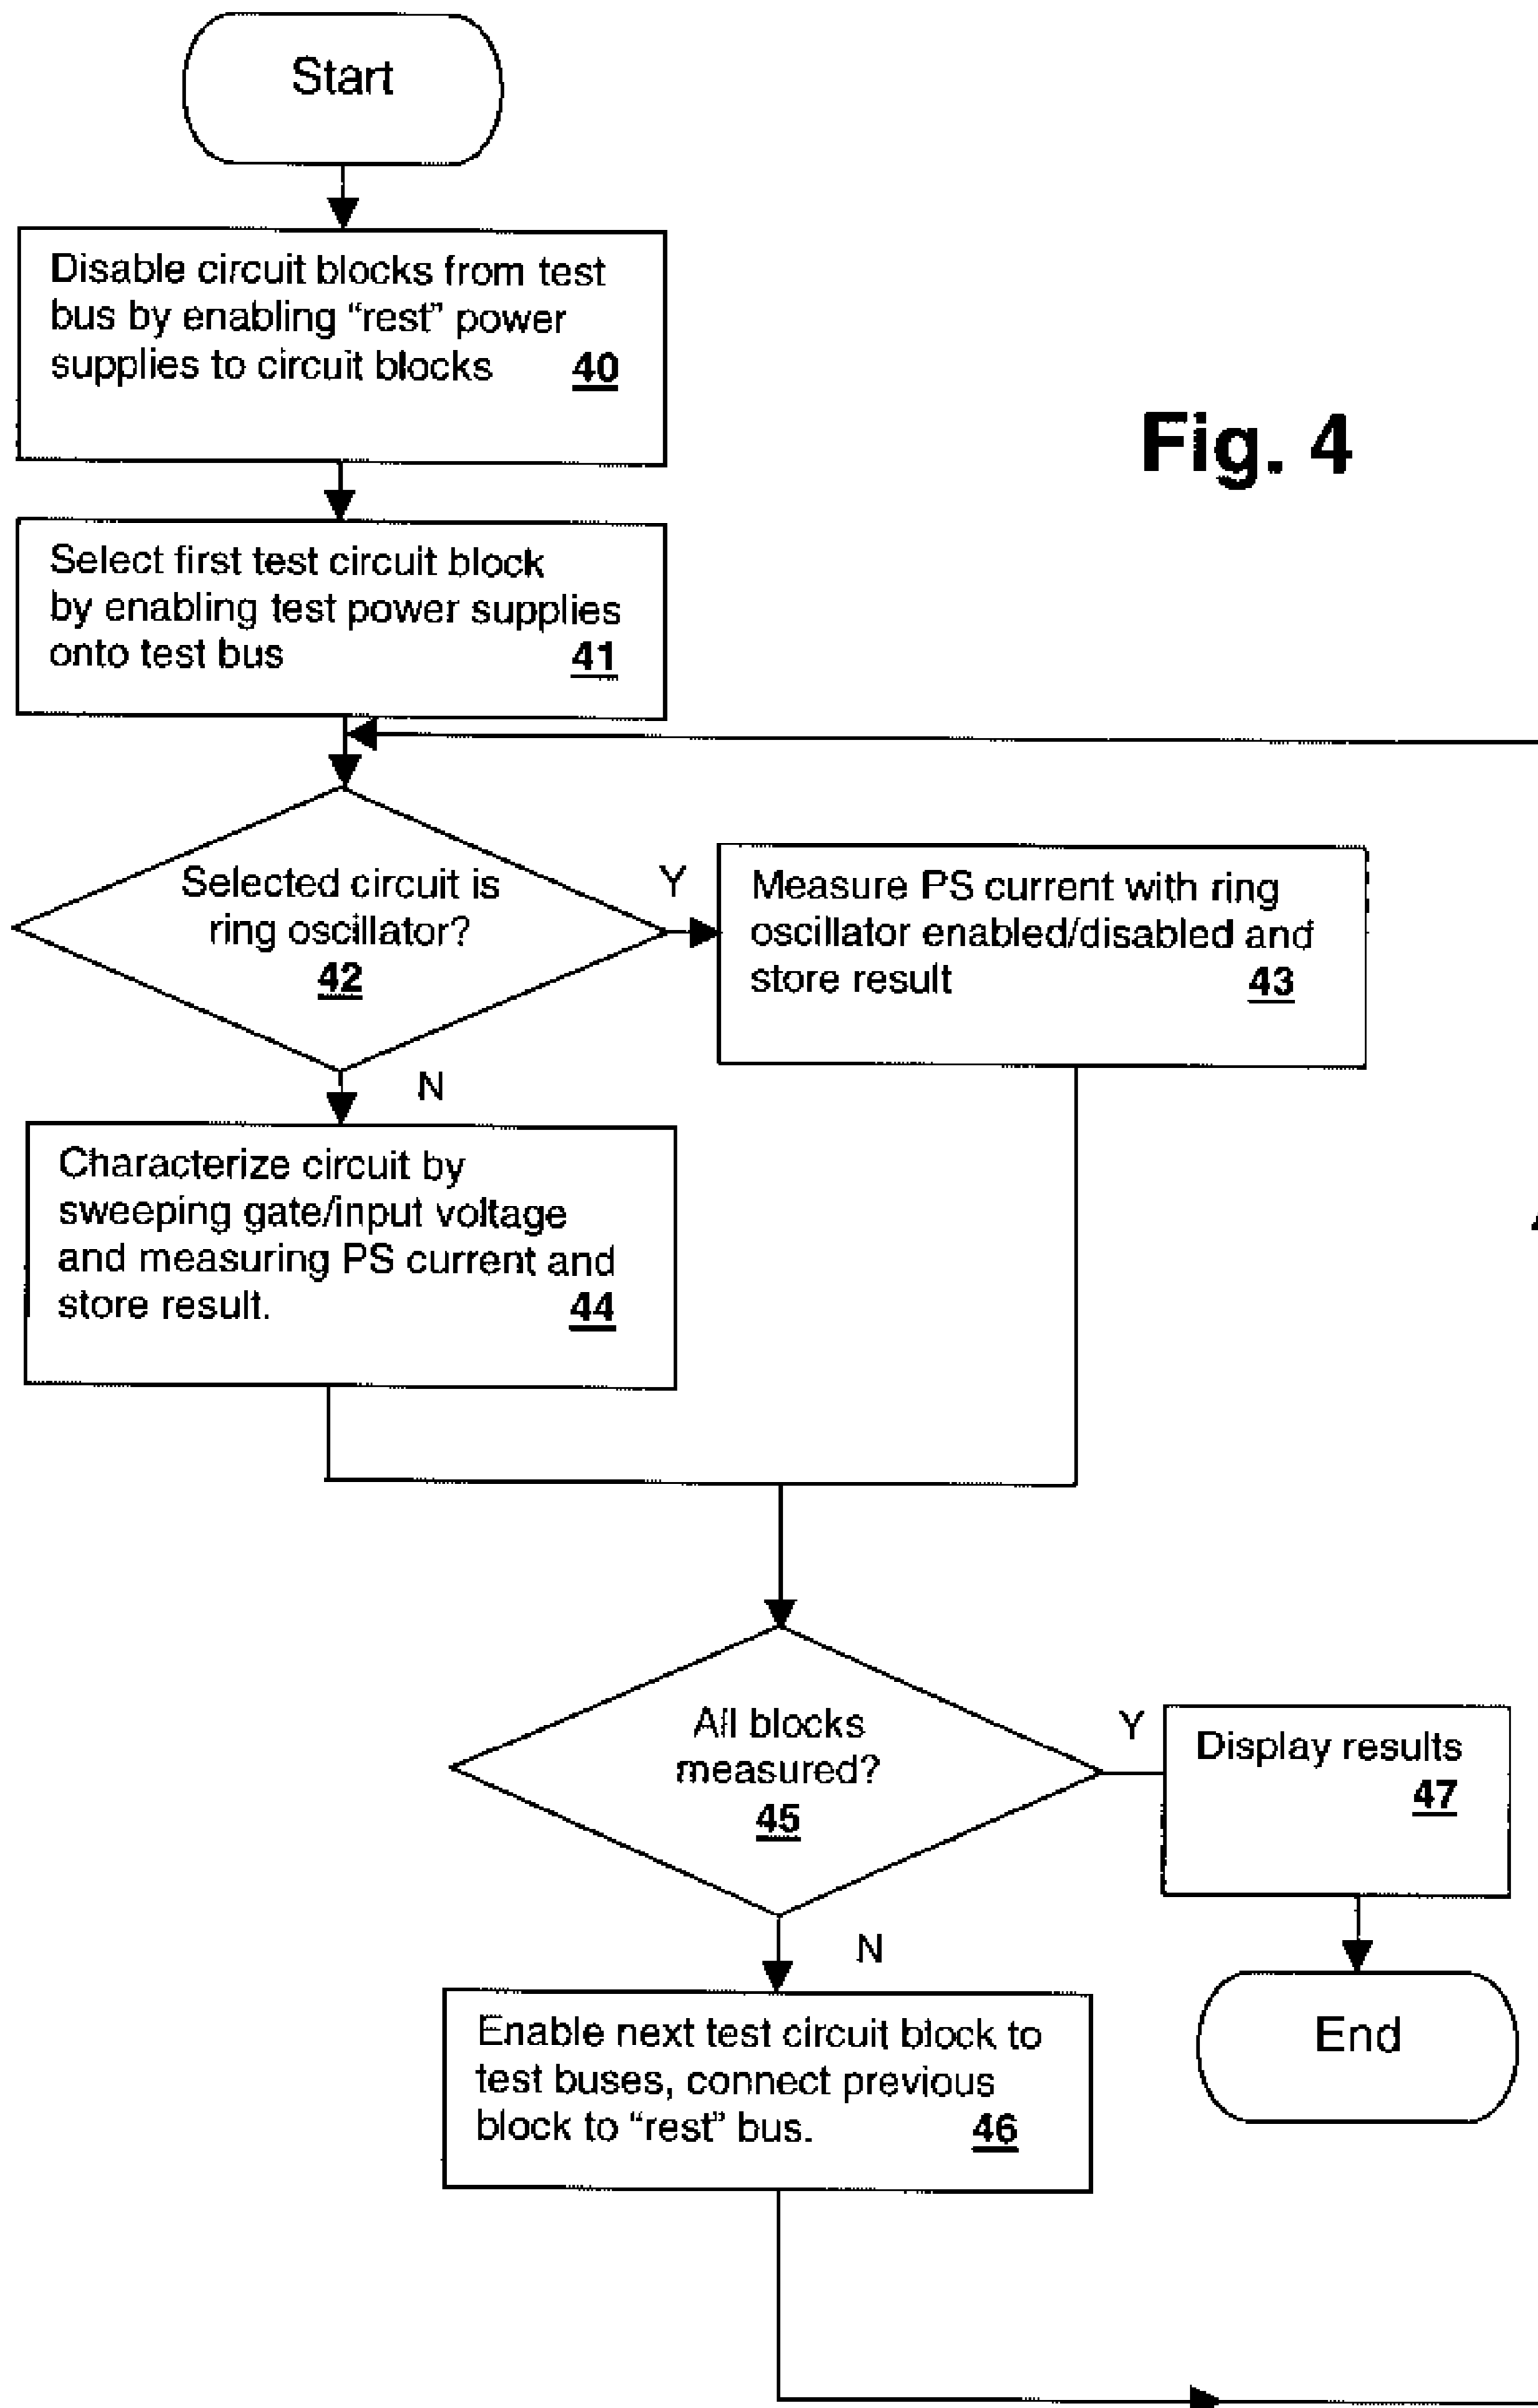 Start
Disable circuit blocks from test
bus by enabling “rest” power
supplies to circuit blocks 40
Fig. 4
Select first test circuit block
by enabling test power supplies
onto test bus 41
Selected circuit is
ring oscillator?
42
Y
Measure PS current with ring
oscillator enabled/disabled and
store result 43
N
Characterize circuit by
sweeping gate/input voltage
and measuring PS current and
store result. 44
All blocks
measured?
45
Y
Display results
47
N
Enable next test circuit block to
test buses, connect previous
block to “rest” bus. 46
End